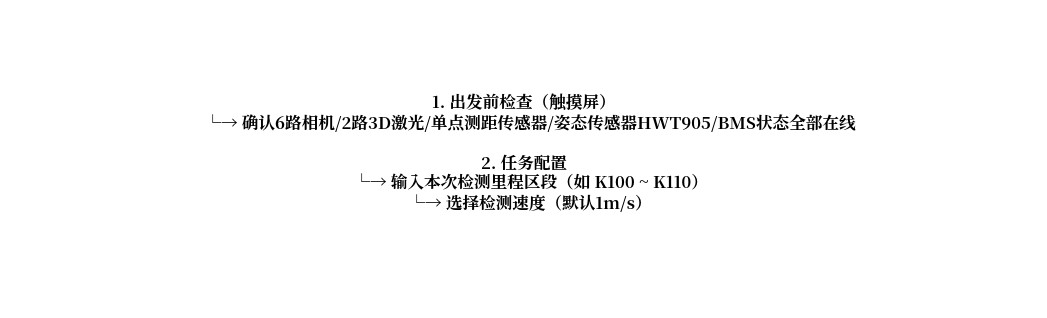 1. 出发前检查（触摸屏）
└→ 确认6路相机/2路3D激光/单点测距传感器/姿态传感器HWT905/BMS状态全部在线
2. 任务配置
└→ 输入本次检测里程区段（如 K100 ~ K110）
└→ 选择检测速度（默认1m/s）